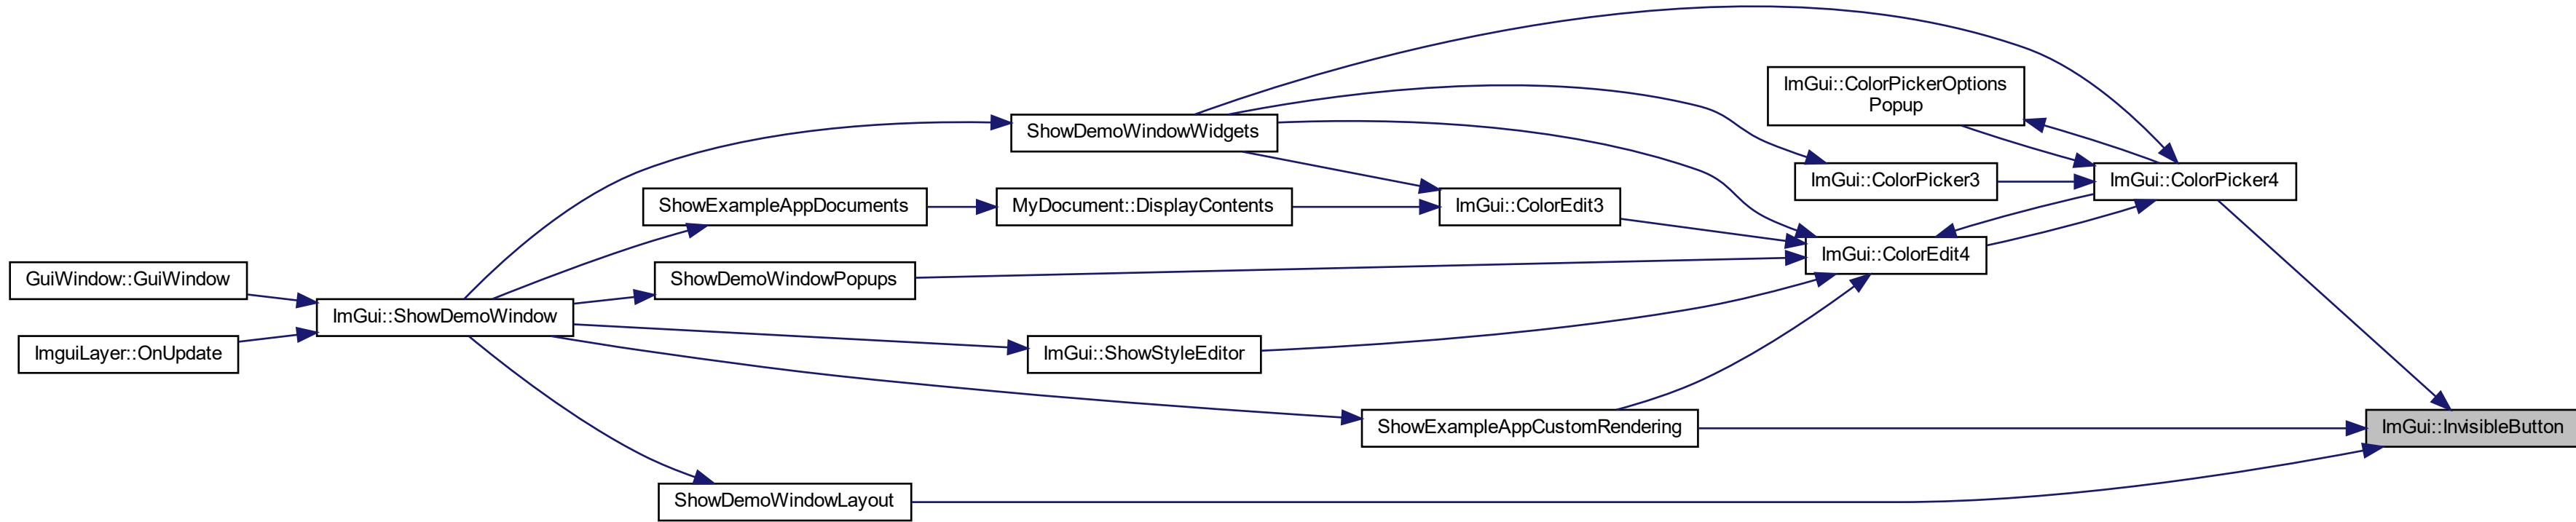 ImGui::ColorPickerOptions
Popup
ShowDemoWindowWidgets
ImGui::ColorPicker3
ImGui::ColorPicker4
ShowExampleAppDocuments
MyDocument::DisplayContents
ImGui::ColorEdit3
ImGui::ColorEdit4
GuiWindow::GuiWindow
ShowDemoWindowPopups
ImGui::ShowDemoWindow
ImguiLayer::OnUpdate
ImGui::ShowStyleEditor
ShowExampleAppCustomRendering
ImGui::InvisibleButton
ShowDemoWindowLayout